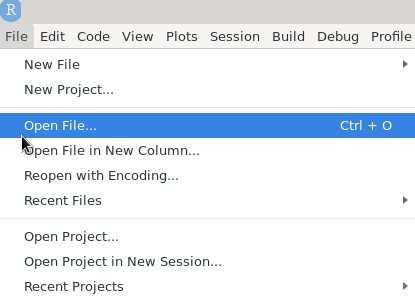 R
File Edit Code View Plots Session Build Debug Profile
New File
New Project...
Open File... Ctrl + O
Open File in New Column...
Reopen with Encoding...
Recent Files
Open Project...
Open Project in New Session...
Recent Projects